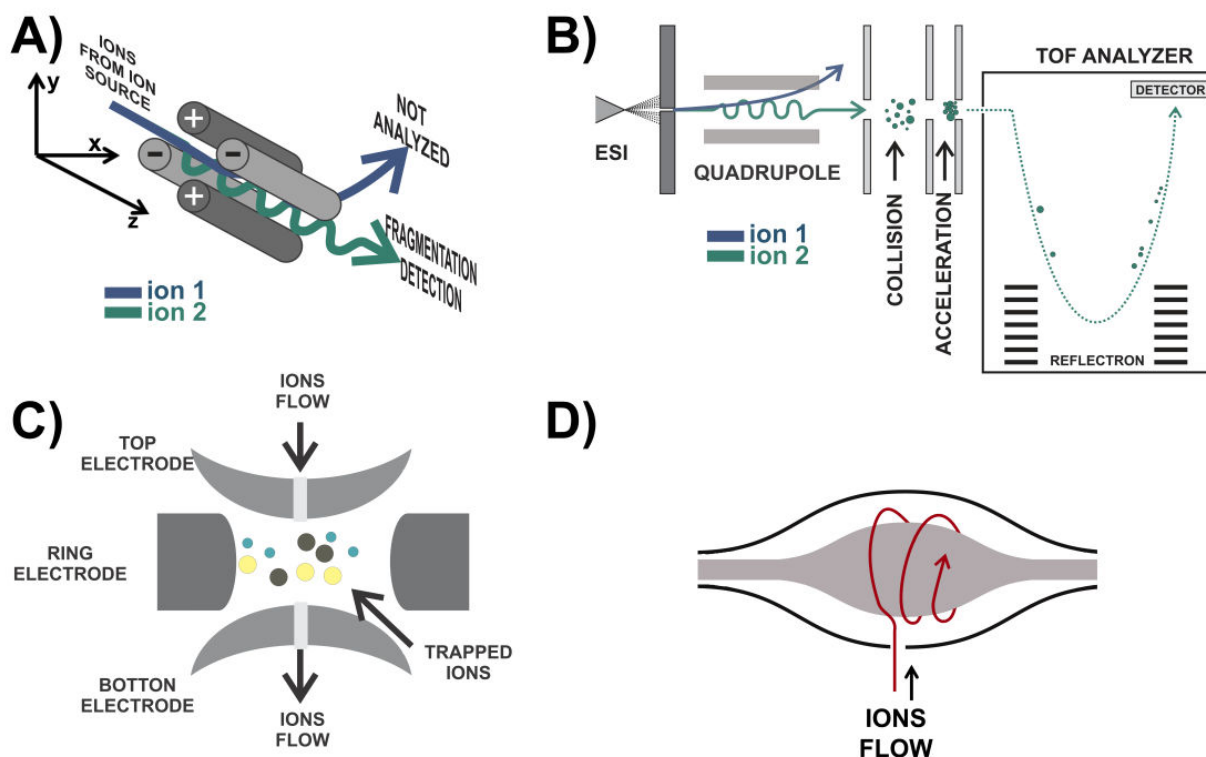 A)
IONS
FROM ION
SOURCE
y
x
z
+
−
−
+
NOT
ANALYZED
FRAGMENTATION
DETECTION
ion 1
ion 2
B)
ESI
QUADRUPOLE
ion 1
ion 2
COLLISION
ACCELERATION
TOF ANALYZER
DETECTOR
REFLECTRON
C)
IONS
FLOW
TOP
ELECTRODE
RING
ELECTRODE
BOTTON
ELECTRODE
TRAPPED
IONS
IONS
FLOW
D)
IONS
FLOW